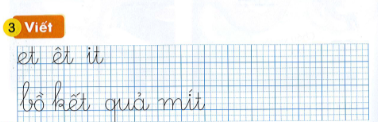 3 Viết
et êt it
bồ kết quả mít